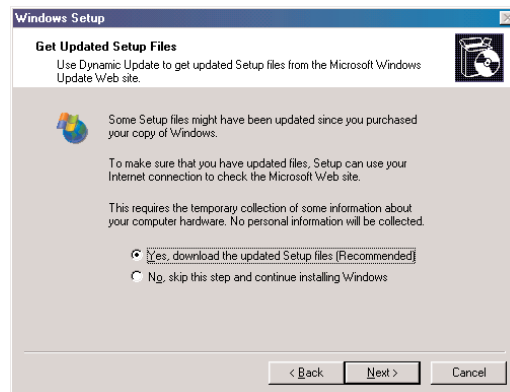 Windows Setup
Get Updated Setup Files
Use Dynamic Update to get updated Setup files from the Microsoft Windows
Update Web site.
Some Setup files might have been updated since you purchased
your copy of Windows.
To make sure that you have updated files, Setup can use your
Internet connection to check the Microsoft Web site.
This requires the temporary collection of some information about
your computer hardware. No personal information will be collected.
Yes, download the updated Setup files (Recommended)
No, skip this step and continue installing Windows
< Back
Next >
Cancel